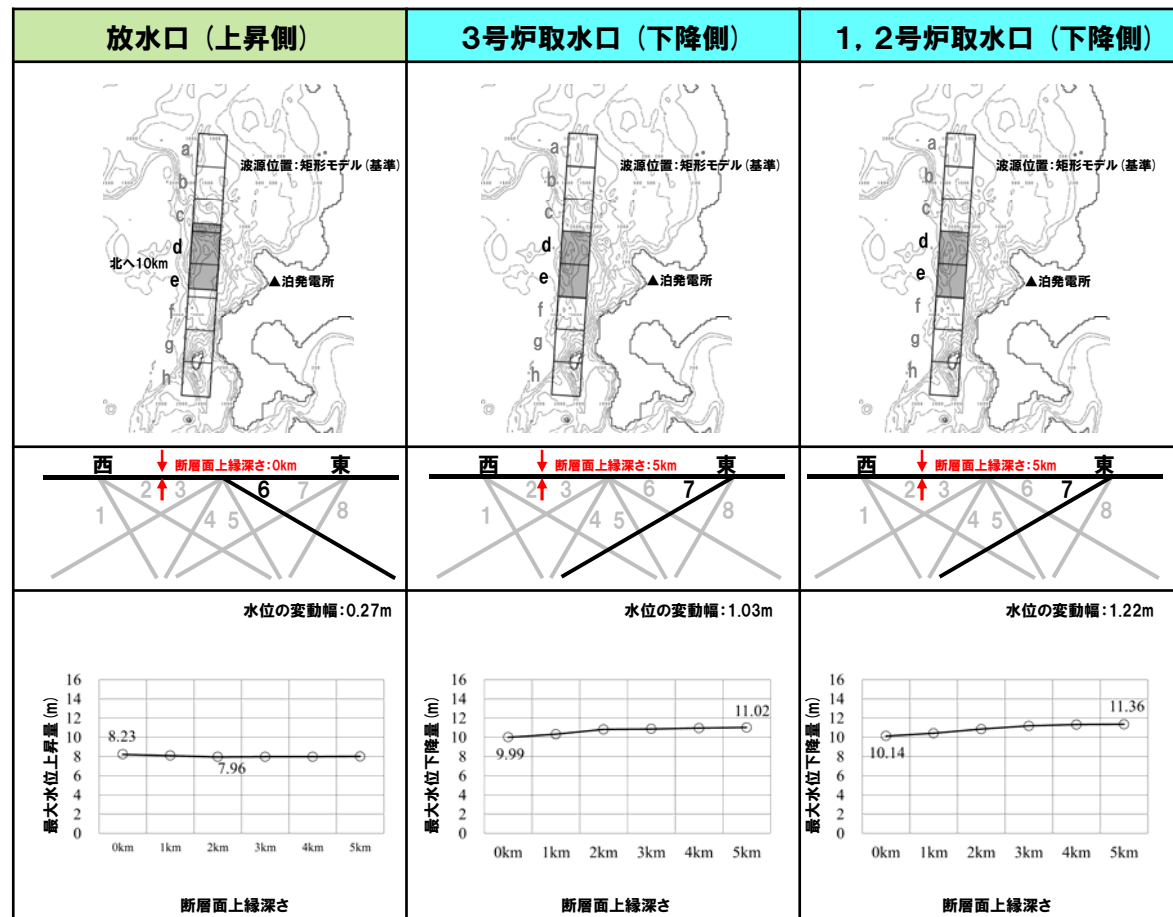 放水口（上昇側）
3号炉取水口（下降側）
1，2号炉取水口（下降側）
a
波源位置：矩形モデル（基準）
b
c
d
北へ10km
e
▲泊発電所
f
g
h
a
波源位置：矩形モデル（基準）
b
c
d
e
▲泊発電所
f
g
h
a
波源位置：矩形モデル（基準）
b
c
d
e
▲泊発電所
f
g
h
西 断層面上縁深さ：0km 東
1 2 3 4 5 6 7 8
西 断層面上縁深さ：5km 東
1 2 3 4 5 6 7 8
西 断層面上縁深さ：5km 東
1 2 3 4 5 6 7 8
水位の変動幅：0.27m
最大水位上昇量（m）
16
14
12
10
8
6
4
2
0
8.23
7.96
0km 1km 2km 3km 4km 5km
断層面上縁深さ
水位の変動幅：1.03m
最大水位下降量（m）
16
14
12
10
8
6
4
2
0
9.99
11.02
0km 1km 2km 3km 4km 5km
断層面上縁深さ
水位の変動幅：1.22m
最大水位下降量（m）
16
14
12
10
8
6
4
2
0
10.14
11.36
0km 1km 2km 3km 4km 5km
断層面上縁深さ